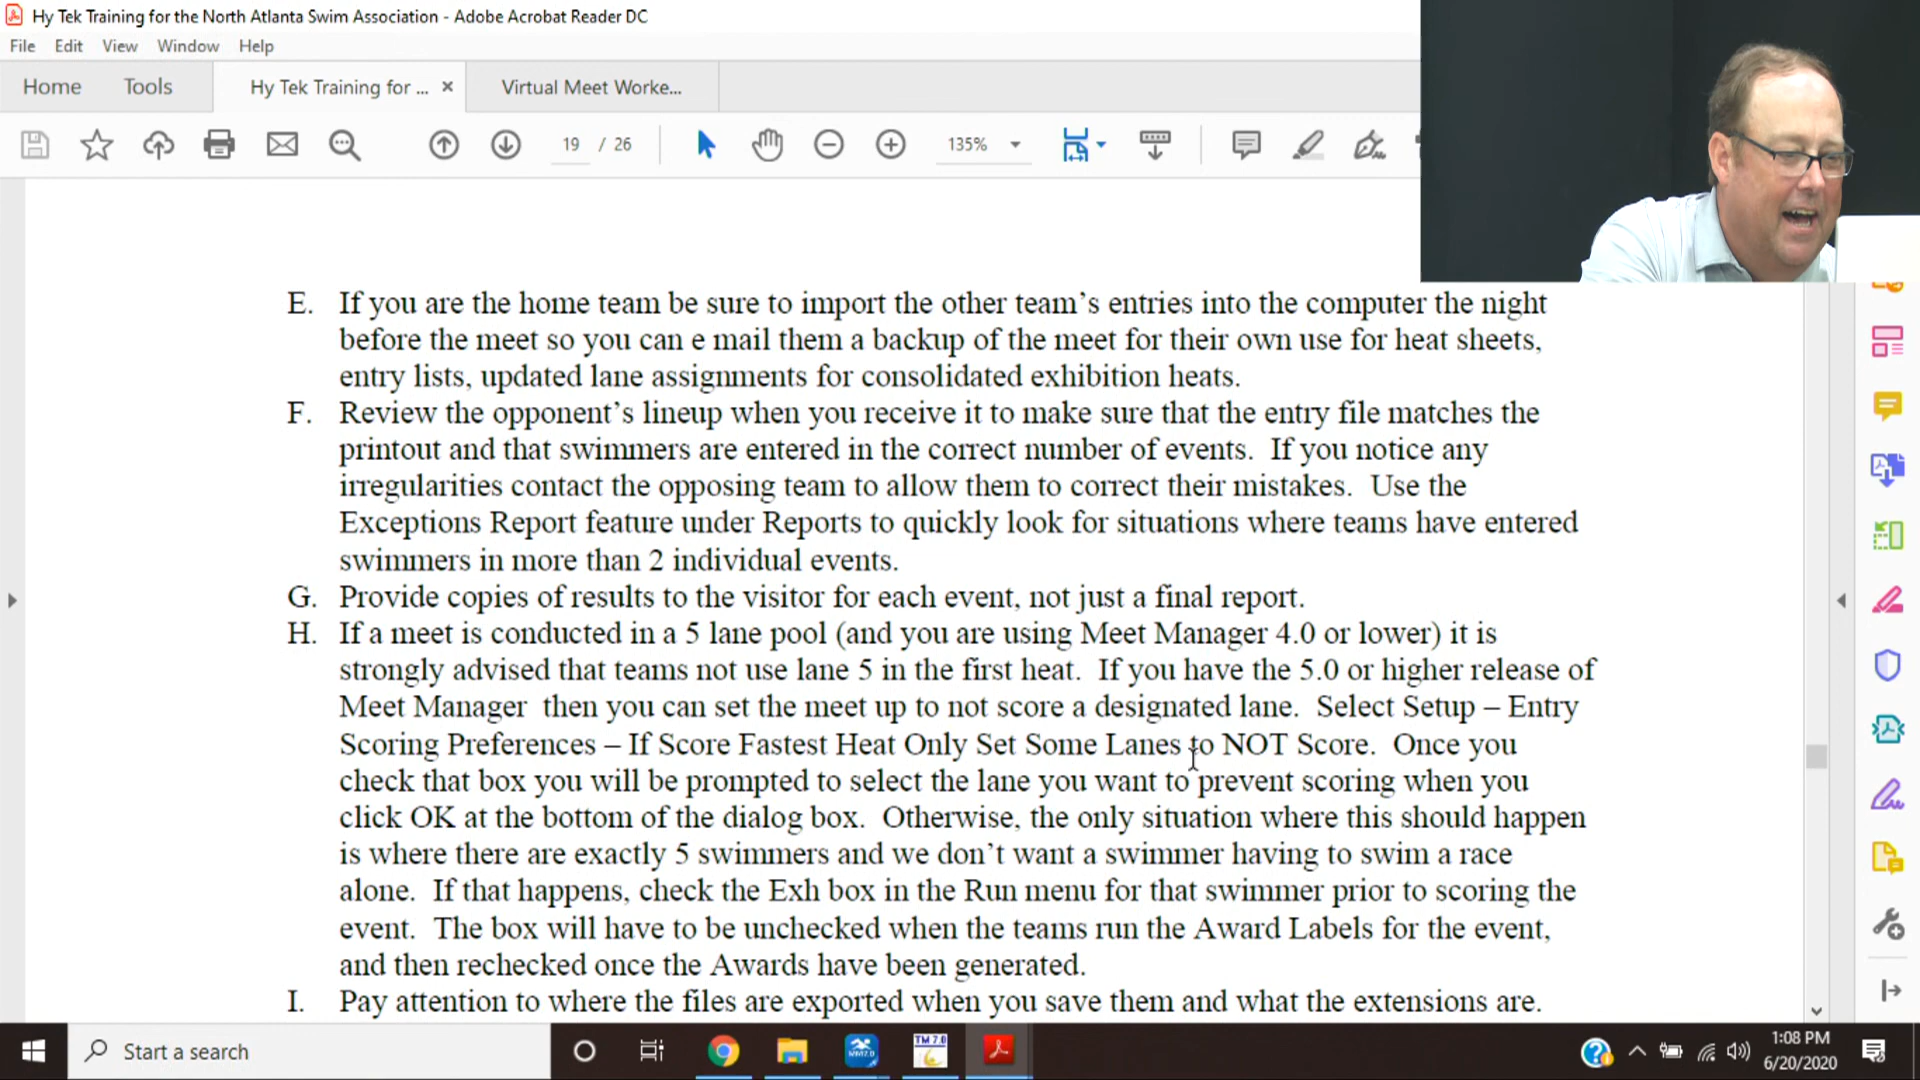 Hy Tek Training for the North Atlanta Swim Association - Adobe Acrobat Reader DC
File Edit View Window Help
Home Tools Hy Tek Training for ... × Virtual Meet Worke...
19 / 26 135%
E. If you are the home team be sure to import the other team’s entries into the computer the night
before the meet so you can e mail them a backup of the meet for their own use for heat sheets,
entry lists, updated lane assignments for consolidated exhibition heats.
F. Review the opponent’s lineup when you receive it to make sure that the entry file matches the
printout and that swimmers are entered in the correct number of events. If you notice any
irregularities contact the opposing team to allow them to correct their mistakes. Use the
Exceptions Report feature under Reports to quickly look for situations where teams have entered
swimmers in more than 2 individual events.
G. Provide copies of results to the visitor for each event, not just a final report.
H. If a meet is conducted in a 5 lane pool (and you are using Meet Manager 4.0 or lower) it is
strongly advised that teams not use lane 5 in the first heat. If you have the 5.0 or higher release of
Meet Manager then you can set the meet up to not score a designated lane. Select Setup – Entry
Scoring Preferences – If Score Fastest Heat Only Set Some Lanes to NOT Score. Once you
check that box you will be prompted to select the lane you want to prevent scoring when you
click OK at the bottom of the dialog box. Otherwise, the only situation where this should happen
is where there are exactly 5 swimmers and we don’t want a swimmer having to swim a race
alone. If that happens, check the Exh box in the Run menu for that swimmer prior to scoring the
event. The box will have to be unchecked when the teams run the Award Labels for the event,
and then rechecked once the Awards have been generated.
I. Pay attention to where the files are exported when you save them and what the extensions are.
Start a search
MM7.0
TM 7.0
1:08 PM
6/20/2020